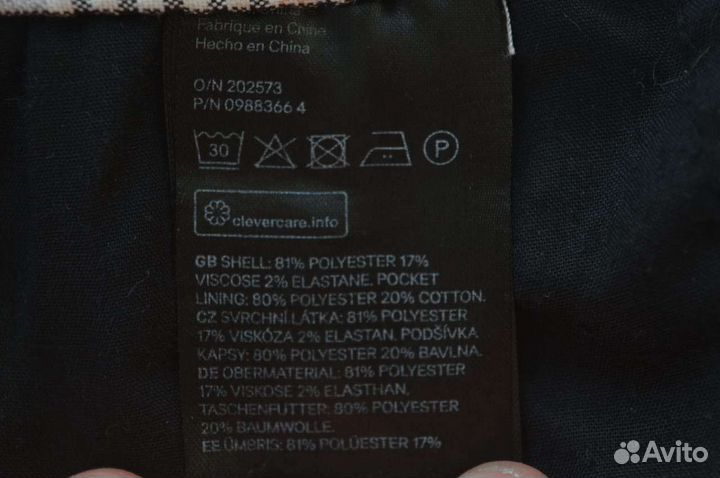 Fabriqué en Chine
Hecho en China
O/N 202573
P/N 0988366 4
30
P
clevercare.info
GB SHELL: 81% POLYESTER 17%
VISCOSE 2% ELASTANE. POCKET
LINING: 80% POLYESTER 20% COTTON.
CZ SVRCHNÍ LÁTKA: 81% POLYESTER
17% VISKÓZA 2% ELASTAN. PODŠÍVKA
KAPSY: 80% POLYESTER 20% BAVLNA.
DE OBERMATERIAL: 81% POLYESTER
17% VISKOSE 2% ELASTHAN.
TASCHENFUTTER: 80% POLYESTER
20% BAUMWOLLE.
EE ÜMBRIS: 81% POLÜESTER 17%
Avito